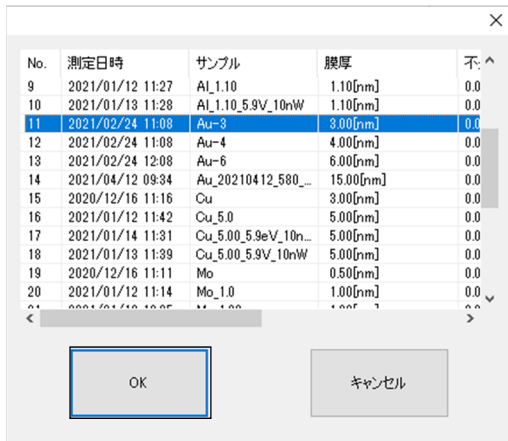 No. 測定日時 サンプル 膜厚
9 2021/01/12 11:27 Al_1.10 1.10[nm] 0.0
10 2021/01/13 11:28 Al_1.10_5.9V_10nW 1.10[nm] 0.0
11 2021/02/24 11:08 Au-3 3.00[nm] 0.0
12 2021/02/24 11:08 Au-4 4.00[nm] 0.0
13 2021/02/24 12:08 Au-6 6.00[nm] 0.0
14 2021/04/12 09:34 Au_20210412_580_... 15.00[nm] 0.0
15 2020/12/16 11:16 Cu 3.00[nm] 0.0
16 2021/01/12 11:42 Cu_5.0 5.00[nm] 0.0
17 2021/01/14 11:31 Cu_5.00_5.9eV_10n... 5.00[nm] 0.0
18 2021/01/13 11:39 Cu_5.00_5.9V_10nW 5.00[nm] 0.0
19 2020/12/16 11:11 Mo 0.50[nm] 0.0
20 2021/01/12 11:14 Mo_1.0 1.00[nm] 0.0
OK キャンセル